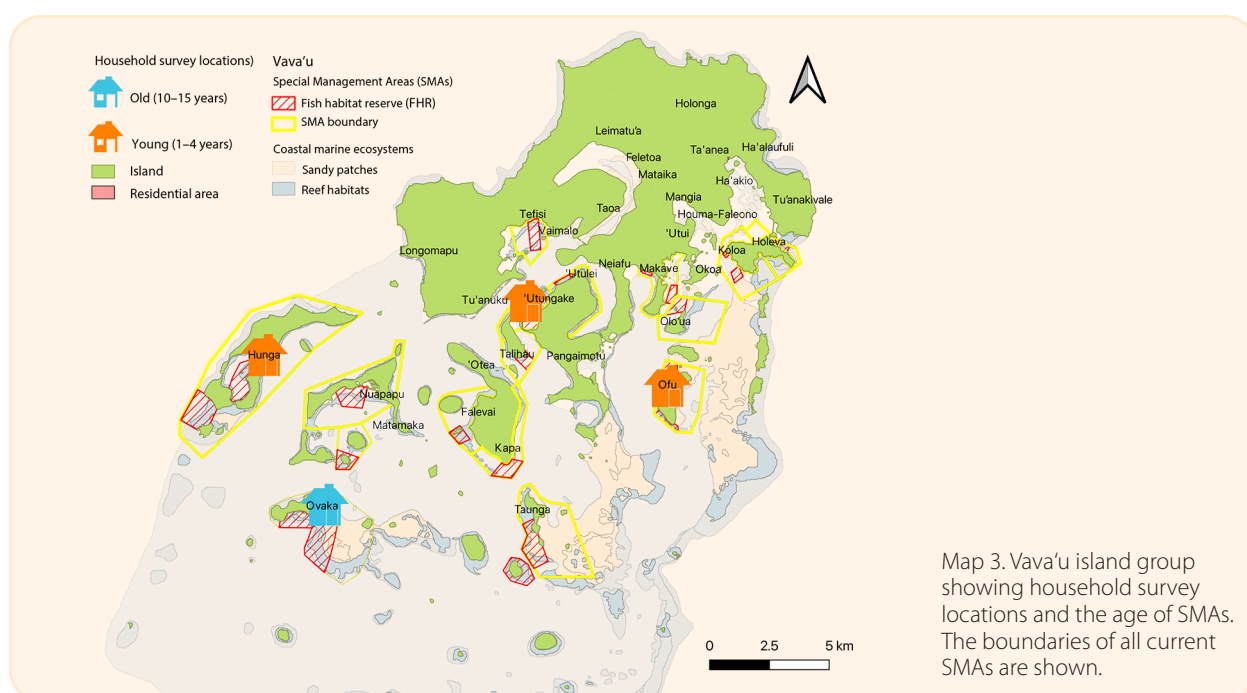 Household survey locations)
Old (10–15 years)
Young (1–4 years)
Island
Residential area
Vava'u
Special Management Areas (SMAs)
Fish habitat reserve (FHR)
SMA boundary
Coastal marine ecosystems
Sandy patches
Reef habitats
Holonga
Leimatu'a
Ta'anea
Ha'alaufuli
Feletoa
Mataika
Ha'akio
Mangia
Tu'anakivale
Taoa
Houma-Faleono
Tefisi
Vaimalo
'Utui
Holeva
Koloa
Longomapu
Neiafu
Makave
Okoa
'Utulei
Tu'anuku
'Utungake
Olo'ua
Hunga
Talihau
Pangaimotu
'Otea
Ofu
Nuapapu
Falevai
Matamaka
Kapa
Ovaka
Taunga
0 2.5 5 km
Map 3. Vava‘u island group
showing household survey
locations and the age of SMAs.
The boundaries of all current
SMAs are shown.